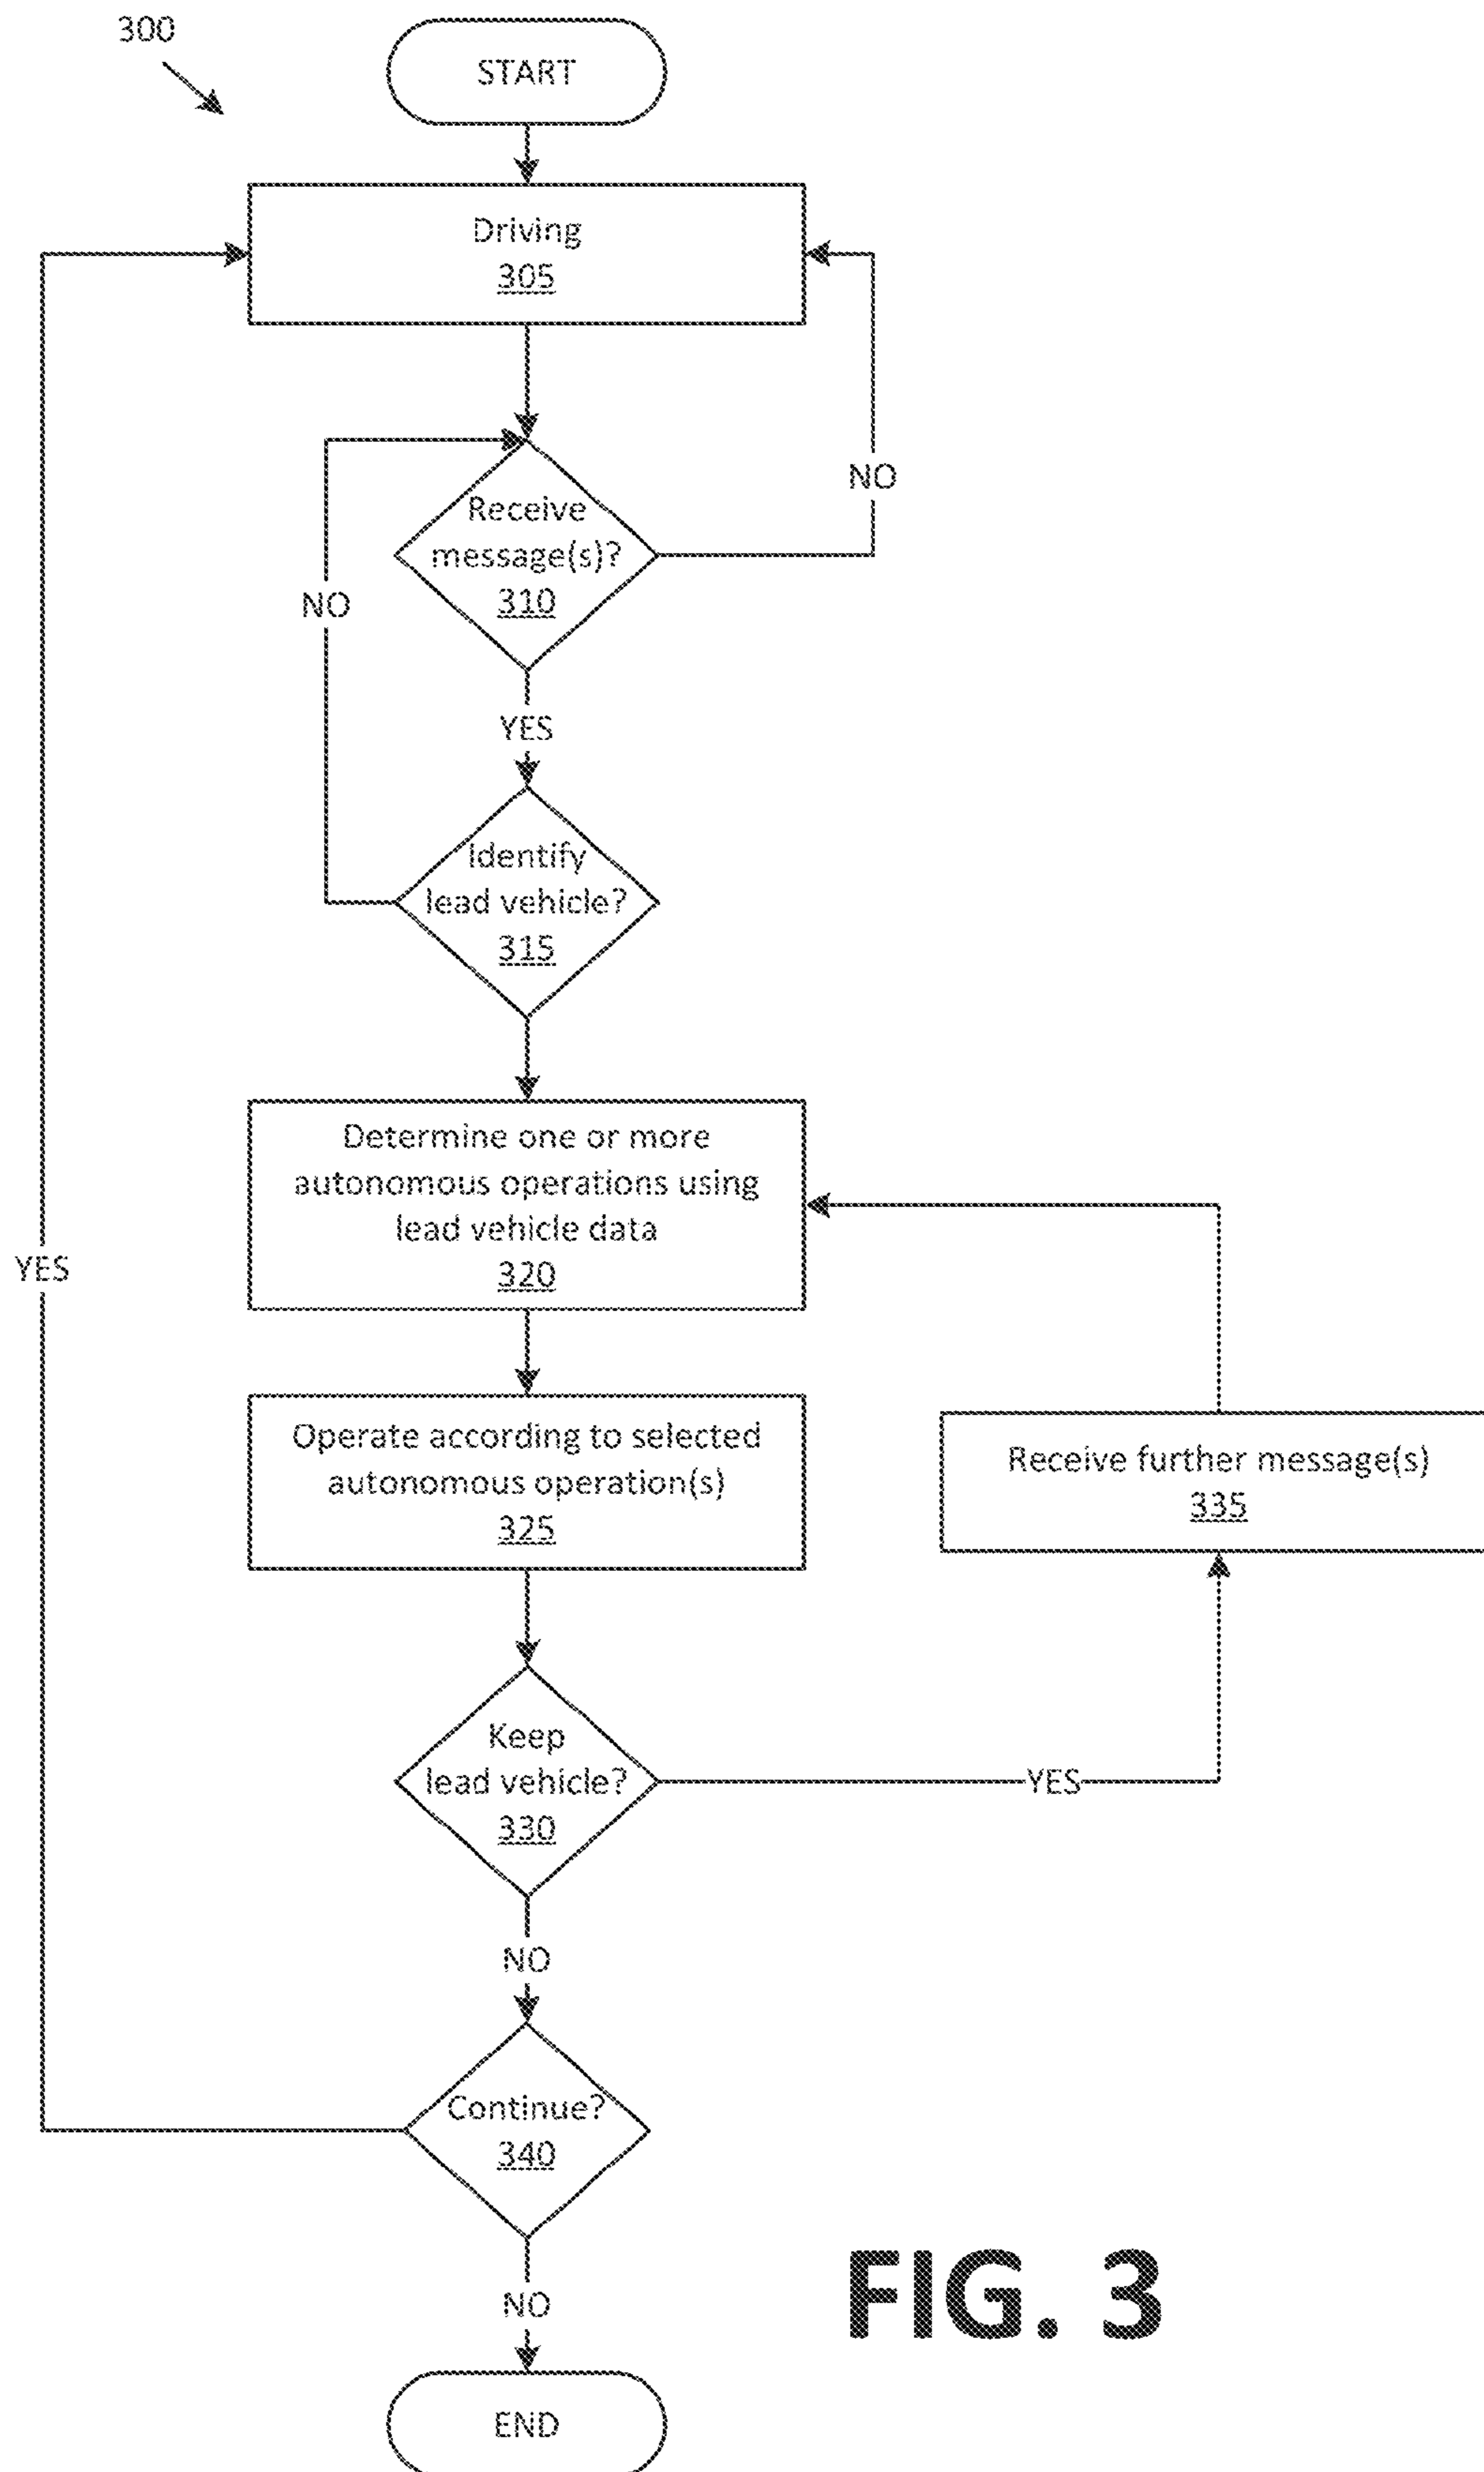 300
START
Driving
305
NO
Receive
message(s)?
310
NO
YES
Identify
lead vehicle?
315
Determine one or more
autonomous operations using
lead vehicle data
320
YES
Operate according to selected
autonomous operation(s)
325
Receive further message(s)
335
Keep
lead vehicle?
330
YES
NO
Continue?
340
NO
FIG. 3
END